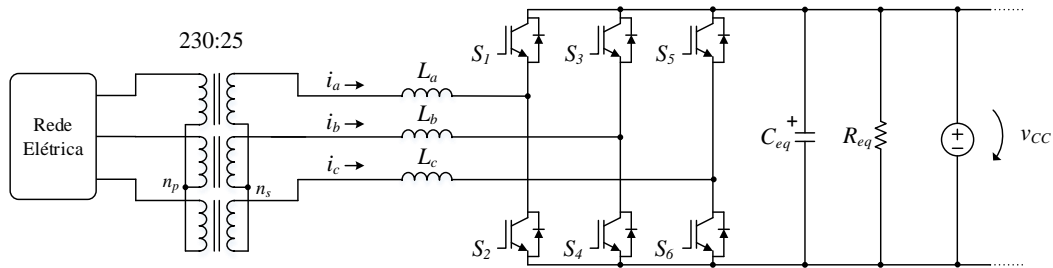 230:25
Rede
Elétrica
n_p
n_s
i_a
i_b
i_c
L_a
L_b
L_c
S_1
S_3
S_5
S_2
S_4
S_6
C_eq
+
R_eq
+
−
v_CC